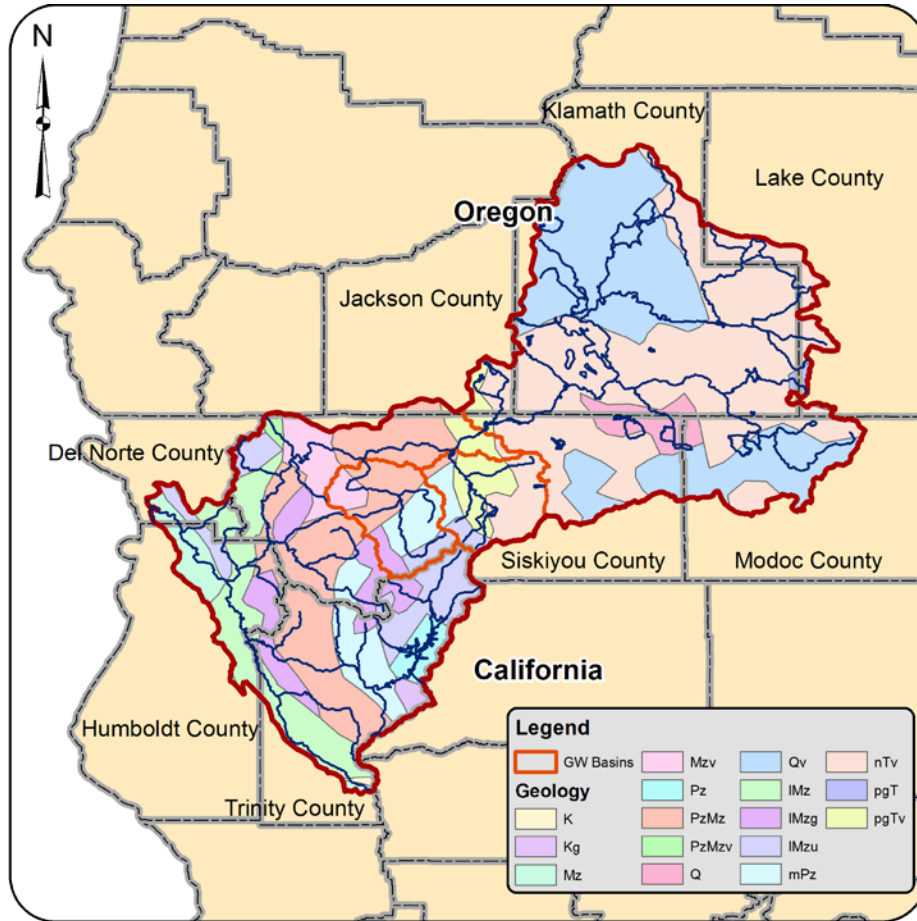 N
Klamath County
Lake County
Oregon
Jackson County
Del Norte County
Siskiyou County
Modoc County
California
Humboldt County
Trinity County
Legend
GW Basins
Geology
K
Kg
Mz
Mzv
Pz
PzMz
PzMzv
Q
Qv
lMz
lMzg
lMzu
mPz
nTv
pgT
pgTv